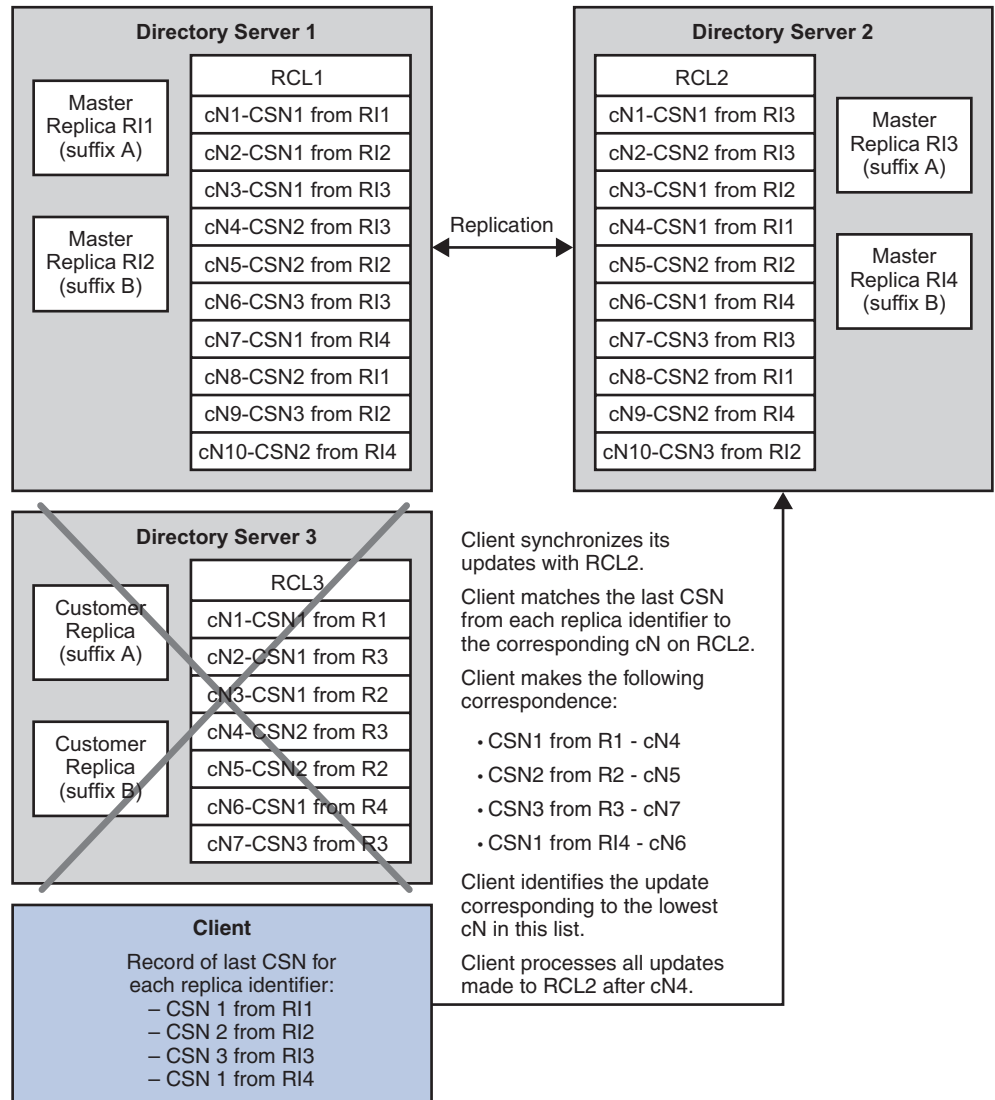 Directory Server 1
Master
Replica RI1
(suffix A)
Master
Replica RI2
(suffix B)
RCL1
cN1-CSN1 from RI1
cN2-CSN1 from RI2
cN3-CSN1 from RI3
cN4-CSN2 from RI3
cN5-CSN2 from RI2
cN6-CSN3 from RI3
cN7-CSN1 from RI4
cN8-CSN2 from RI1
cN9-CSN3 from RI2
cN10-CSN2 from RI4
Replication
Directory Server 2
RCL2
cN1-CSN1 from RI3
cN2-CSN2 from RI3
cN3-CSN1 from RI2
cN4-CSN1 from RI1
cN5-CSN2 from RI2
cN6-CSN1 from RI4
cN7-CSN3 from RI3
cN8-CSN2 from RI1
cN9-CSN2 from RI4
cN10-CSN3 from RI2
Master
Replica RI3
(suffix A)
Master
Replica RI4
(suffix B)
Directory Server 3
Customer
Replica
(suffix A)
Customer
Replica
(suffix B)
RCL3
cN1-CSN1 from R1
cN2-CSN1 from R3
cN3-CSN1 from R2
cN4-CSN2 from R3
cN5-CSN2 from R2
cN6-CSN1 from R4
cN7-CSN3 from R3
Client synchronizes its
updates with RCL2.
Client matches the last CSN
from each replica identifier to
the corresponding cN on RCL2.
Client makes the following
correspondence:
• CSN1 from R1 - cN4
• CSN2 from R2 - cN5
• CSN3 from R3 - cN7
• CSN1 from RI4 - cN6
Client identifies the update
corresponding to the lowest
cN in this list.
Client processes all updates
made to RCL2 after cN4.
Client
Record of last CSN for
each replica identifier:
– CSN 1 from RI1
– CSN 2 from RI2
– CSN 3 from RI3
– CSN 1 from RI4